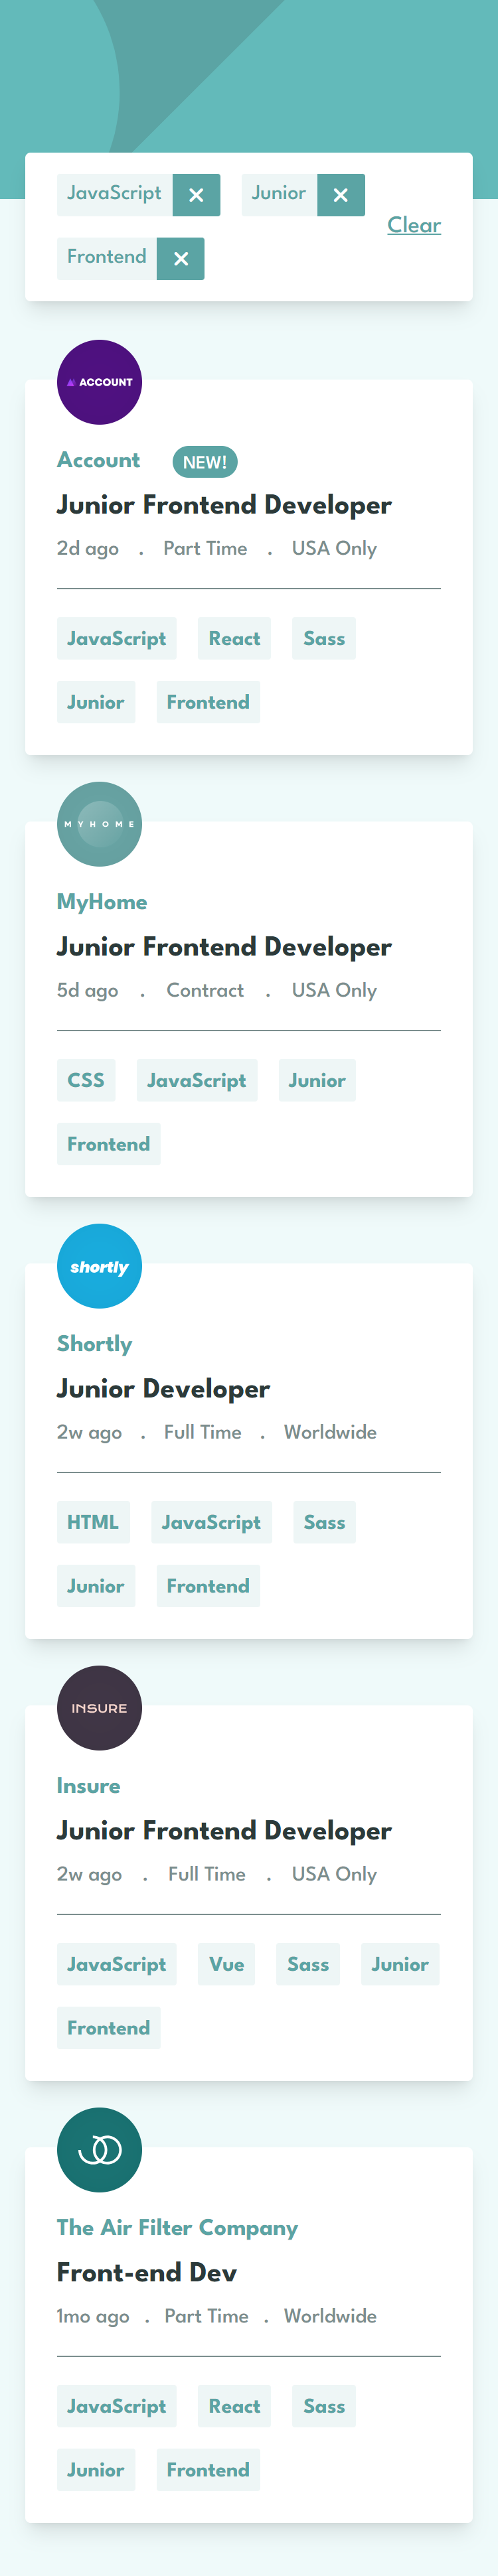 JavaScript Junior
Clear
Frontend
ACCOUNT
Account NEW!
Junior Frontend Developer
2d ago . Part Time . USA Only
JavaScript React Sass
Junior Frontend
MYHOME
MyHome
Junior Frontend Developer
5d ago . Contract . USA Only
CSS JavaScript Junior
Frontend
shortly
Shortly
Junior Developer
2w ago . Full Time . Worldwide
HTML JavaScript Sass
Junior Frontend
INSURE
Insure
Junior Frontend Developer
2w ago . Full Time . USA Only
JavaScript Vue Sass Junior
Frontend
The Air Filter Company
Front-end Dev
1mo ago . Part Time . Worldwide
JavaScript React Sass
Junior Frontend